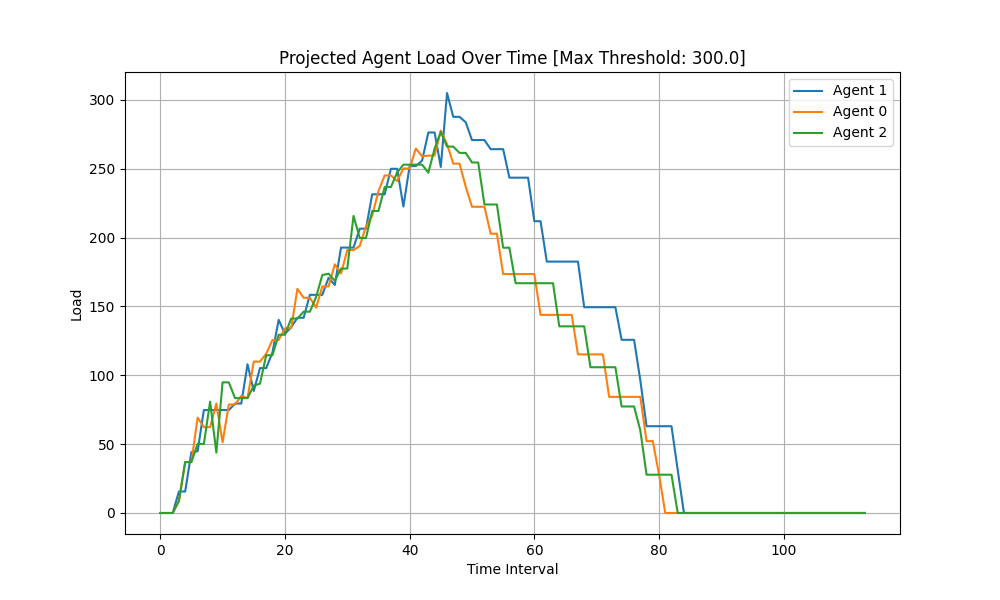 Projected Agent Load Over Time [Max Threshold: 300.0]
Agent 1
Agent 0
Agent 2
Load
300
250
200
150
100
50
0
0 20 40 60 80 100
Time Interval